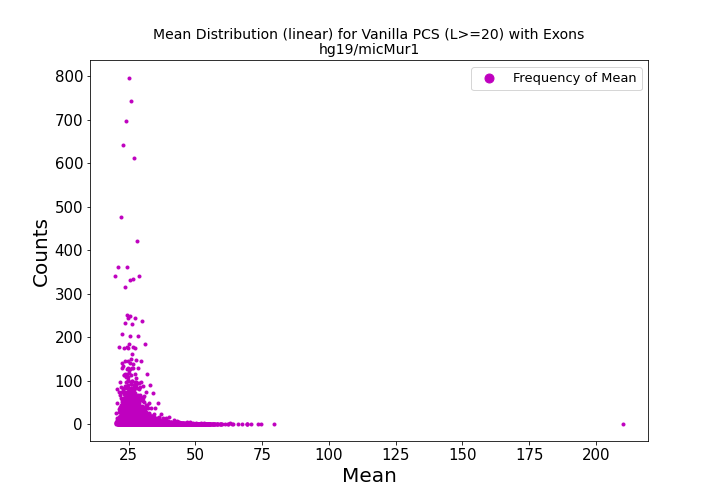 Mean Distribution (linear) for Vanilla PCS (L>=20) with Exons
hg19/micMur1
Frequency of Mean
800
700
600
500
400
300
200
100
0
Counts
25 50 75 100 125 150 175 200
Mean